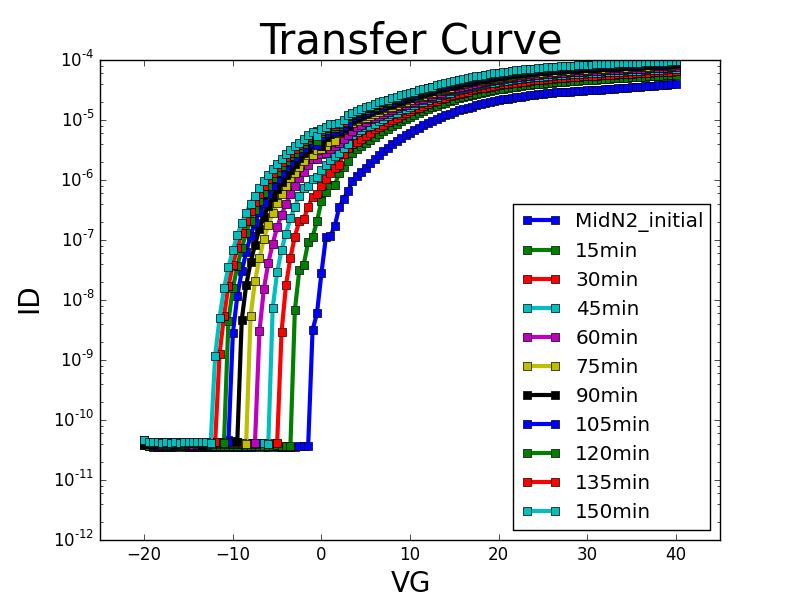 Transfer Curve
10^-4
10^-5
10^-6
10^-7
10^-8
10^-9
10^-10
10^-11
10^-12
ID
−20 −10 0 10 20 30 40
VG
MidN2_initial
15min
30min
45min
60min
75min
90min
105min
120min
135min
150min